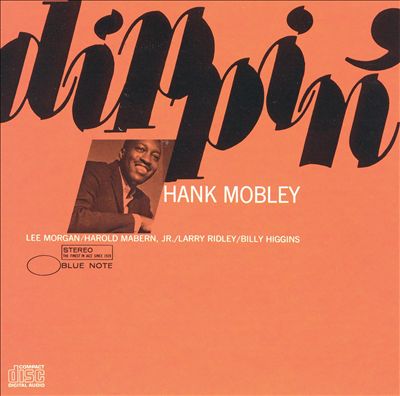 dippin'
HANK MOBLEY
LEE MORGAN/HAROLD MABERN, JR./LARRY RIDLEY/BILLY HIGGINS
STEREO
THE FINEST IN JAZZ SINCE 1939
BLUE NOTE
COMPACT
disc
DIGITAL AUDIO